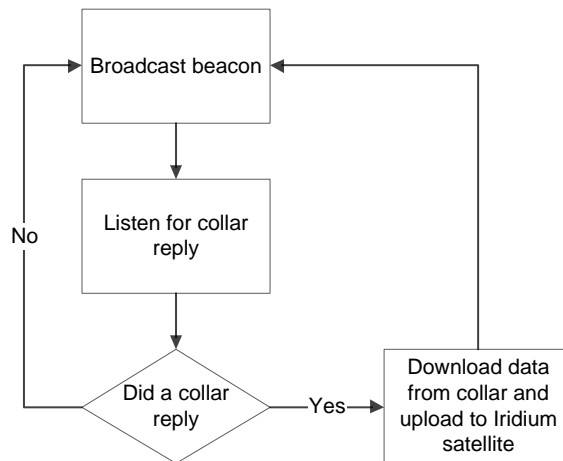 Broadcast beacon
Listen for collar
reply
No
Did a collar
reply
Yes
Download data
from collar and
upload to Iridium
satellite